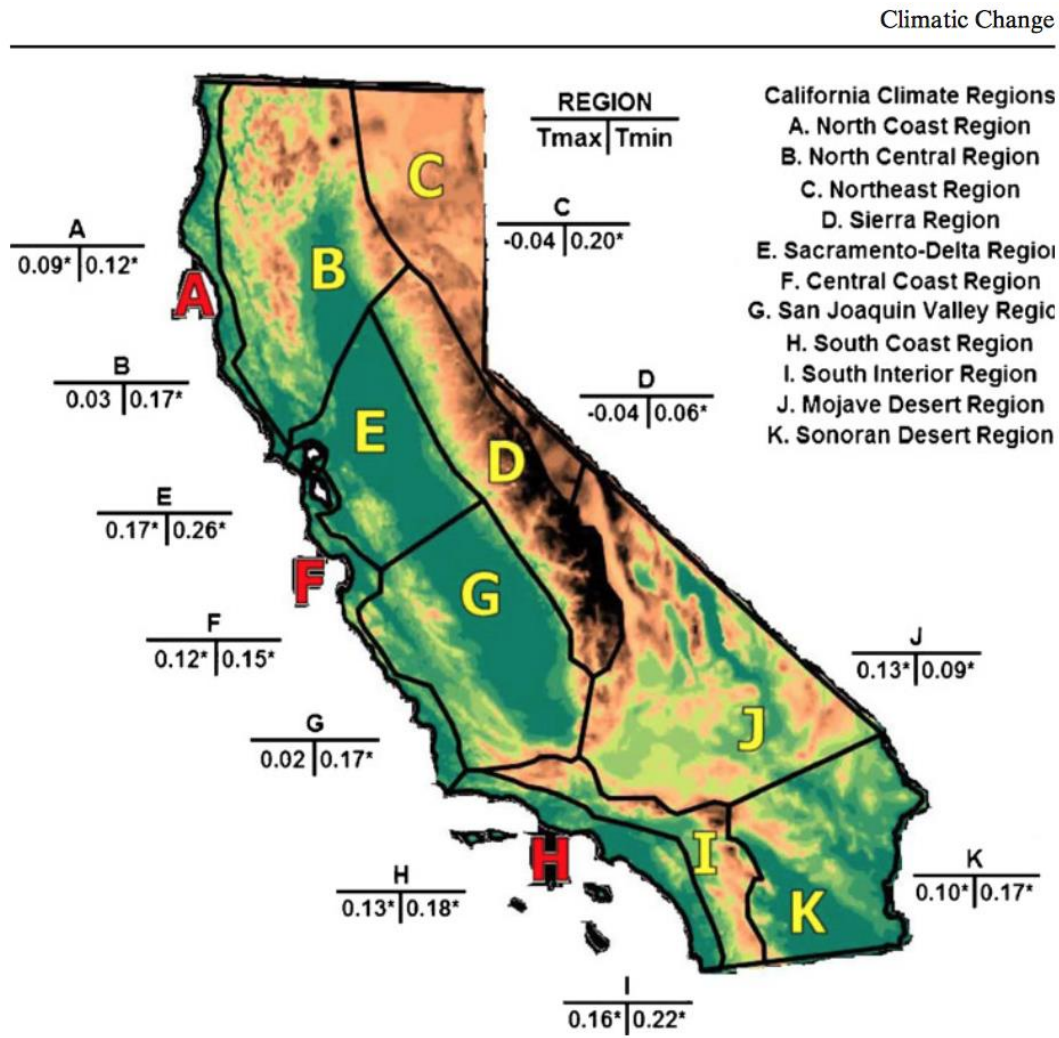 Climatic Change
REGION
Tmax Tmin
California Climate Regions
A. North Coast Region
B. North Central Region
C. Northeast Region
D. Sierra Region
E. Sacramento-Delta Regio
F. Central Coast Region
G. San Joaquin Valley Regio
H. South Coast Region
I. South Interior Region
J. Mojave Desert Region
K. Sonoran Desert Region
C
-0.04 0.20*
A
0.09* 0.12*
B
0.03 0.17*
D
-0.04 0.06*
E
0.17* 0.26*
F
0.12* 0.15*
G
0.02 0.17*
J
0.13* 0.09*
H
0.13* 0.18*
K
0.10* 0.17*
I
0.16* 0.22*
C
B
A
E
D
F
G
J
I
H
K